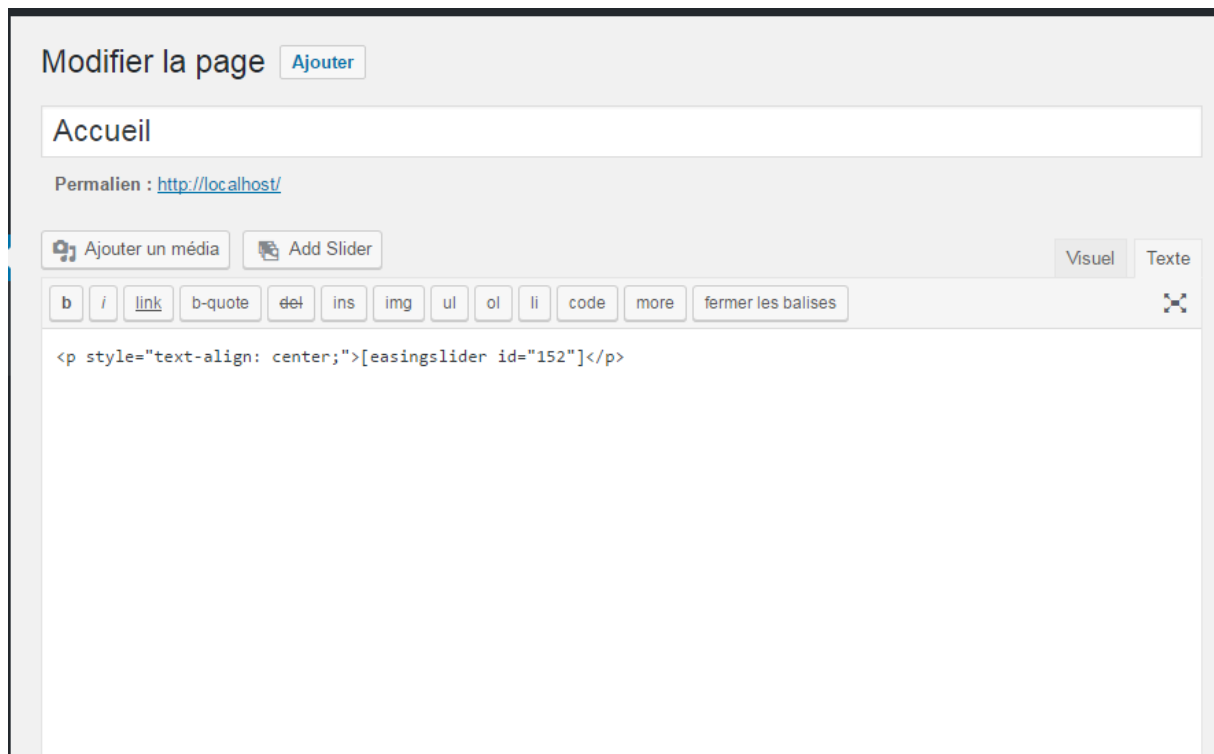 Modifier la page Ajouter
Accueil
Permalien : http://localhost/
Ajouter un média Add Slider Visuel Texte
b i link b-quote del ins img ul ol li code more fermer les balises
<p style="text-align: center;">[easingslider id="152"]</p>